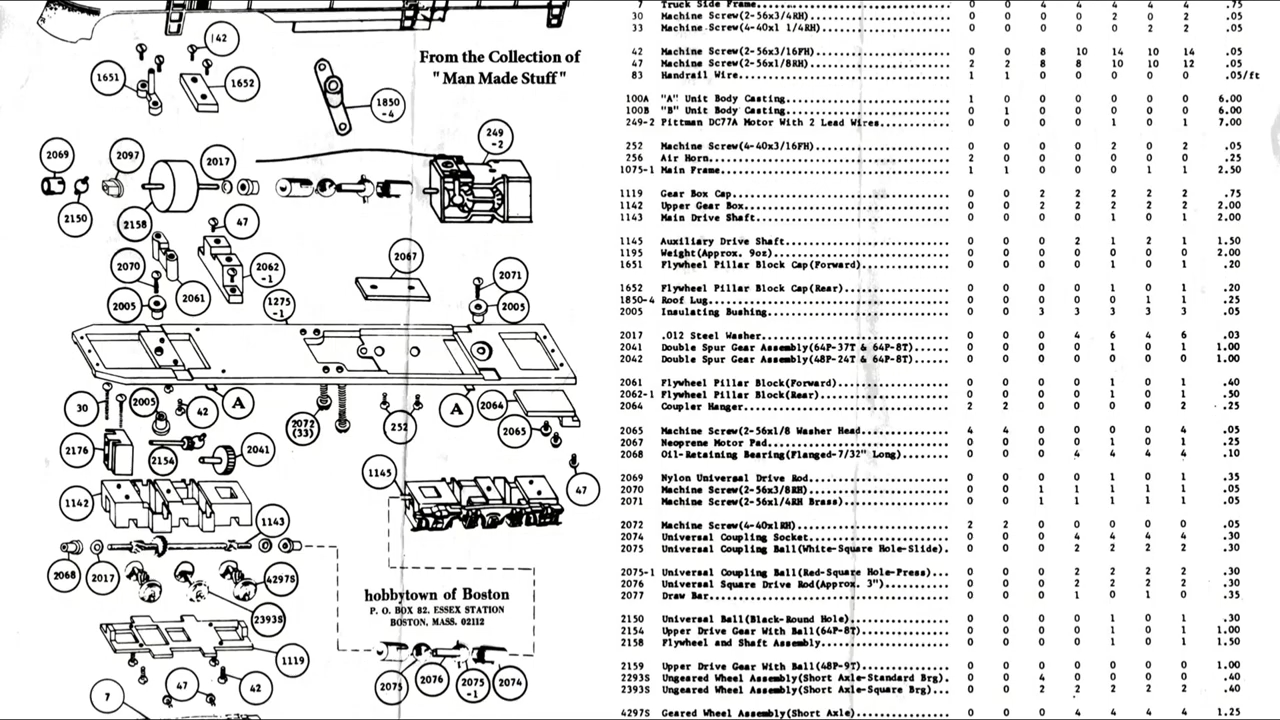 142
1651
1652
From the Collection of
"Man Made Stuff"
1850
-4
249
-2
2069
2097
2017
2150
2158
47
2070
2061
2062
-1
2067
2071
2005
1275
-1
2005
30
2005
42
A
2072
(33)
252
A
2064
2065
2176
2154
2041
1145
47
1142
1143
2068
2017
4297S
2393S
hobbytown of Boston
P. O. BOX 82, ESSEX STATION
BOSTON, MASS. 02112
1119
2075
2076
2075
-1
2074
7
47
42
7 Truck Side Frame 0 0 4 4 4 4 4 .75
30 Machine Screw(2-56x3/4RH) 0 0 0 0 2 0 2 .05
33 Machine Screw(4-40x1 1/4RH) 0 0 0 0 0 2 2 .05
42 Machine Screw(2-56x3/16FH) 0 0 8 10 14 10 14 .05
47 Machine Screw(2-56x1/8RH) 2 2 8 8 10 10 12 .05
83 Handrail Wire 1 1 0 0 0 0 0 .05/ft
100A "A" Unit Body Casting 1 0 0 0 0 0 0 6.00
100B "B" Unit Body Casting 0 1 0 0 0 0 0 6.00
249-2 Pittman DC77A Motor With 2 Lead Wires 0 0 0 0 1 0 1 7.00
252 Machine Screw(4-40x3/16FH) 0 0 0 0 2 0 2 .05
256 Air Horn 2 0 0 0 0 0 0 .25
1075-1 Main Frame 1 1 0 0 0 1 1 2.50
1119 Gear Box Cap 0 0 2 2 2 2 2 .75
1142 Upper Gear Box 0 0 2 2 2 2 2 2.00
1143 Main Drive Shaft 0 0 0 0 1 0 1 2.00
1145 Auxiliary Drive Shaft 0 0 0 2 1 2 1 1.50
1195 Weight(Approx. 9oz) 0 0 0 0 0 0 0 2.00
1651 Flywheel Pillar Block Cap(Forward) 0 0 0 0 1 0 1 .20
1652 Flywheel Pillar Block Cap(Rear) 0 0 0 0 1 0 1 .20
1850-4 Roof Lug 0 0 0 0 0 1 1 .25
2005 Insulating Bushing 0 0 3 3 3 3 3 .05
2017 .012 Steel Washer 0 0 0 4 6 4 6 .03
2041 Double Spur Gear Assembly(64P-37T & 64P-8T) 0 0 0 0 1 0 1 1.00
2042 Double Spur Gear Assembly(48P-24T & 64P-8T) 0 0 0 0 0 0 0 1.00
2061 Flywheel Pillar Block(Forward) 0 0 0 0 1 0 1 .40
2062-1 Flywheel Pillar Block(Rear) 0 0 0 0 1 0 1 .50
2064 Coupler Hanger 2 2 0 0 0 0 2 .25
2065 Machine Screw(2-56x1/8 Washer Head 4 4 0 0 0 0 4 .05
2067 Neoprene Motor Pad 0 0 0 0 1 0 1 .25
2068 Oil-Retaining Bearing(Flanged-7/32" Long) 0 0 0 4 4 4 4 .10
2069 Nylon Universal Drive Rod 0 0 0 0 1 0 1 .35
2070 Machine Screw(2-56x3/8RH) 0 0 1 1 1 1 1 .05
2071 Machine Screw(2-56x1/4RH Brass) 0 0 1 1 1 1 1 .05
2072 Machine Screw(4-40x1RH) 2 2 0 0 0 0 0 .05
2074 Universal Coupling Socket 0 0 0 4 4 4 4 .30
2075 Universal Coupling Ball(White-Square Hole-Slide). 0 0 0 2 2 2 2 .30
2075-1 Universal Coupling Ball(Red-Square Hole-Press) 0 0 0 2 2 2 2 .30
2076 Universal Square Drive Rod(Approx. 3") 0 0 0 2 2 2 2 .30
2077 Draw Bar 0 0 0 1 0 1 0 .35
2150 Universal Ball(Black-Round Hole) 0 0 0 0 1 0 1 .30
2154 Upper Drive Gear With Ball(64P-8T) 0 0 0 0 1 0 1 1.00
2158 Flywheel and Shaft Assembly 0 0 0 0 1 0 1 1.50
2159 Upper Drive Gear With Ball(48P-9T) 0 0 0 0 0 0 0 1.00
2293S Ungeared Wheel Assembly(Short Axle-Standard Brg). 0 0 4 0 0 0 0 .40
2393S Ungeared Wheel Assembly(Short Axle-Square Brg) 0 0 2 2 2 2 2 .40
4297S Geared Wheel Assembly(Short Axle) 0 0 0 4 4 4 4 1.25